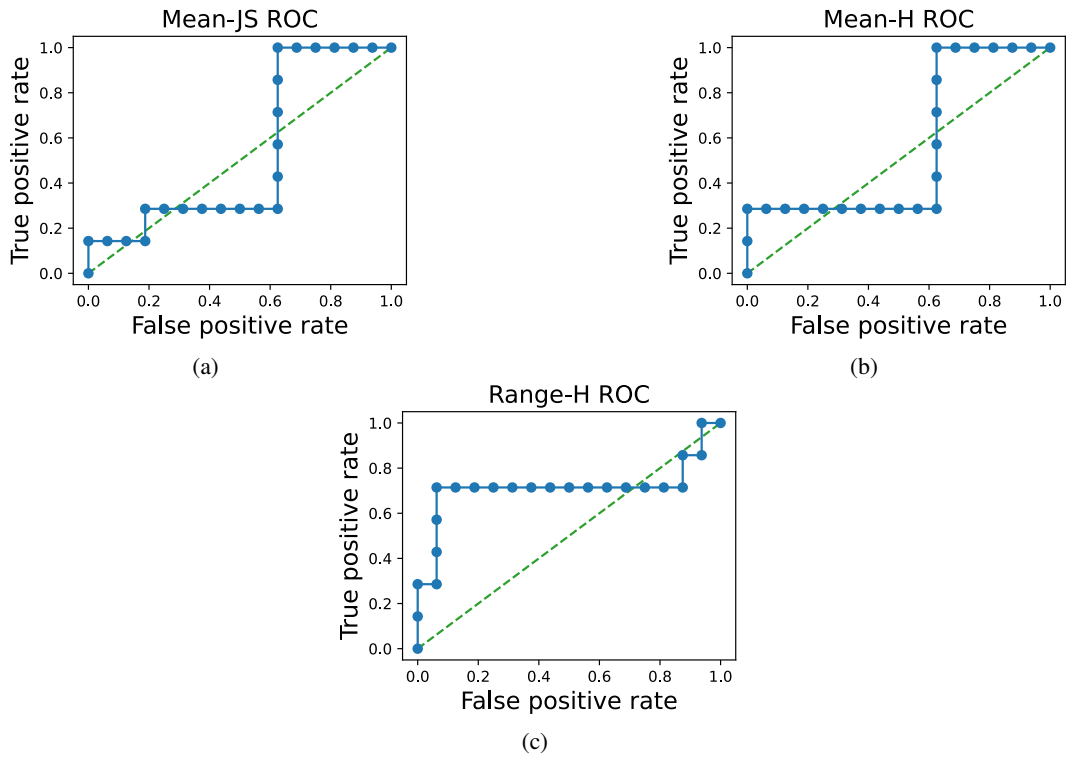 Mean-JS ROC
True positive rate
1.0
0.8
0.6
0.4
0.2
0.0
0.0 0.2 0.4 0.6 0.8 1.0
False positive rate
(a)
Mean-H ROC
True positive rate
1.0
0.8
0.6
0.4
0.2
0.0
0.0 0.2 0.4 0.6 0.8 1.0
False positive rate
(b)
Range-H ROC
True positive rate
1.0
0.8
0.6
0.4
0.2
0.0
0.0 0.2 0.4 0.6 0.8 1.0
False positive rate
(c)